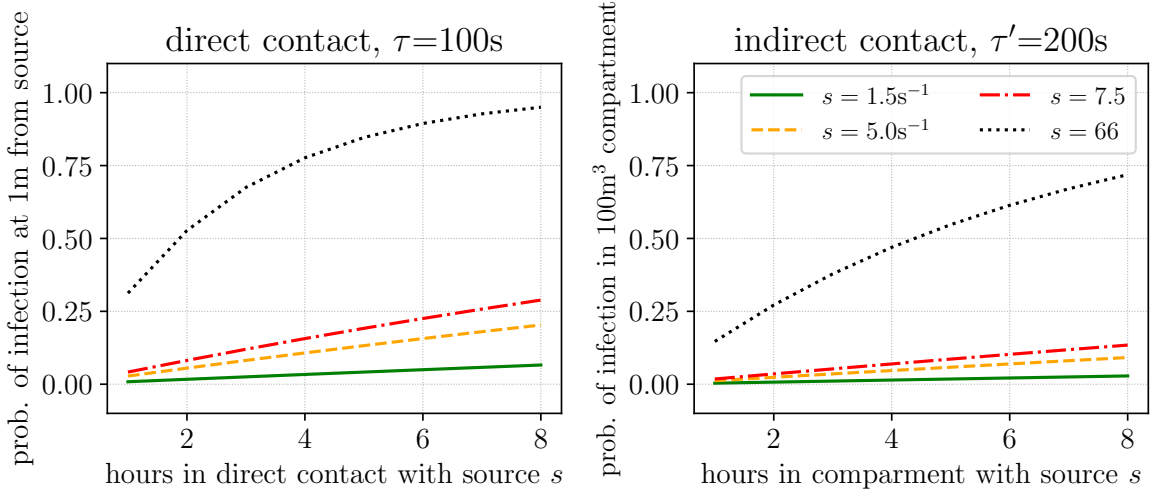 direct contact, τ=100s
prob. of infection at 1m from source
1.00
0.75
0.50
0.25
0.00
2 4 6 8
hours in direct contact with source s
indirect contact, τ′=200s
prob. of infection in 100m³ compartment
1.00
0.75
0.50
0.25
0.00
s = 1.5s⁻¹
s = 5.0s⁻¹
s = 7.5
s = 66
2 4 6 8
hours in comparment with source s